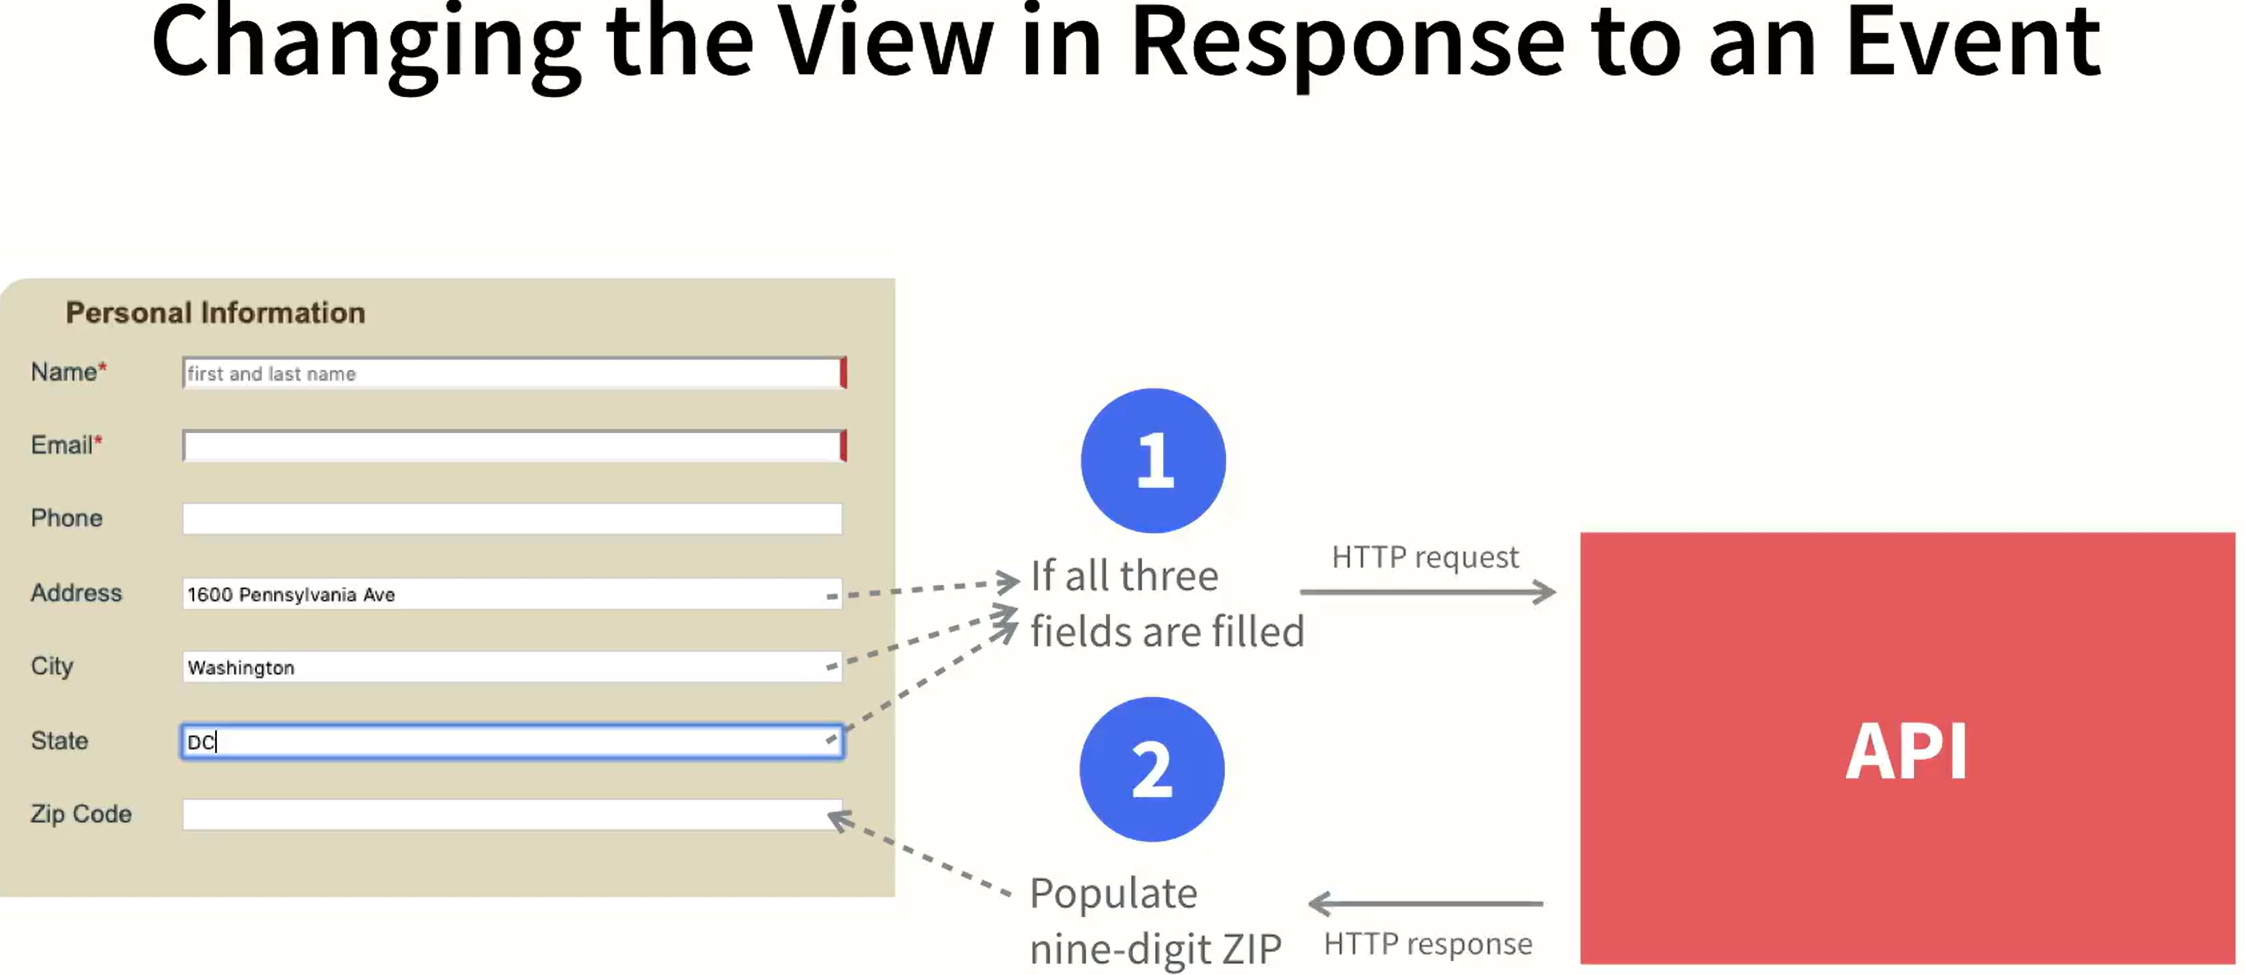 Changing the View in Response to an Event
Personal Information
Name* first and last name
Email*
Phone
Address 1600 Pennsylvania Ave
City Washington
State DC
Zip Code
1
If all three
fields are filled
HTTP request
2
Populate
nine-digit ZIP
HTTP response
API